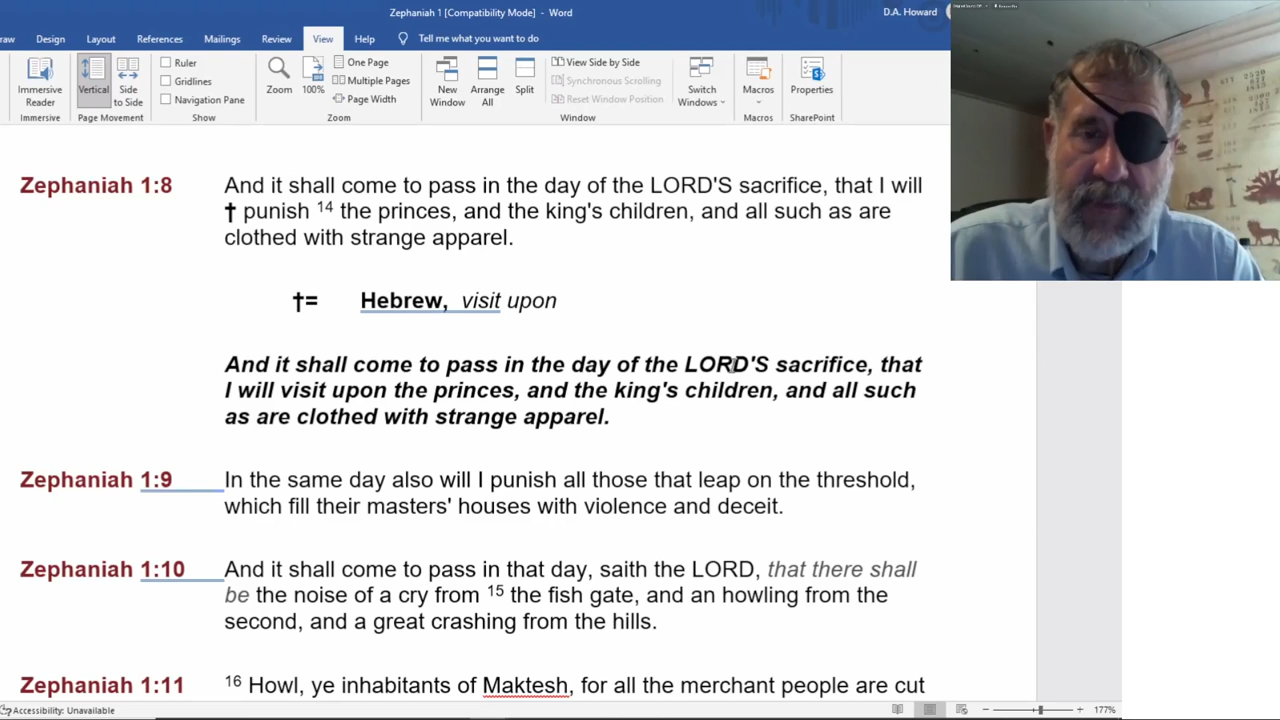 Zephaniah 1 [Compatibility Mode] - Word
D.A. Howard
raw Design Layout References Mailings Review View Help Tell me what you want to do
Immersive Reader
Immersive
Vertical
Side to Side
Page Movement
Ruler
Gridlines
Navigation Pane
Show
Zoom
100%
One Page
Multiple Pages
Page Width
Zoom
New Window
Arrange All
Split
View Side by Side
Synchronous Scrolling
Reset Window Position
Switch Windows
Window
Macros
Macros
Properties
SharePoint
Zephaniah 1:8 And it shall come to pass in the day of the LORD'S sacrifice, that I will
† punish 14 the princes, and the king's children, and all such as are
clothed with strange apparel.
†= Hebrew, visit upon
And it shall come to pass in the day of the LORD'S sacrifice, that
I will visit upon the princes, and the king's children, and all such
as are clothed with strange apparel.
Zephaniah 1:9 In the same day also will I punish all those that leap on the threshold,
which fill their masters' houses with violence and deceit.
Zephaniah 1:10 And it shall come to pass in that day, saith the LORD, that there shall
be the noise of a cry from 15 the fish gate, and an howling from the
second, and a great crashing from the hills.
Zephaniah 1:11 16 Howl, ye inhabitants of Maktesh, for all the merchant people are cut
Accessibility: Unavailable
177%